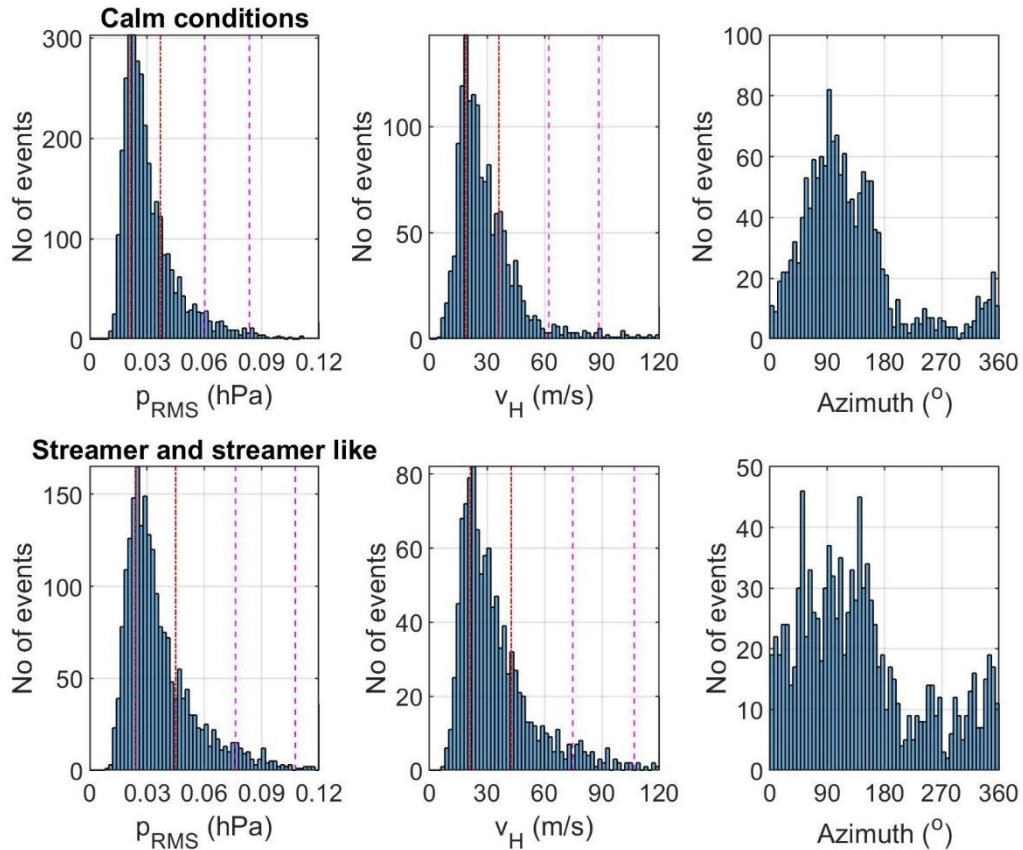 Calm conditions
300
200
100
0
No of events
0 0.03 0.06 0.09 0.12
p_RMS (hPa)
100
50
0
No of events
0 30 60 90 120
v_H (m/s)
100
80
60
40
20
0
No of events
0 90 180 270 360
Azimuth (°)
Streamer and streamer like
150
100
50
0
No of events
0 0.03 0.06 0.09 0.12
p_RMS (hPa)
80
60
40
20
0
No of events
0 30 60 90 120
v_H (m/s)
50
40
30
20
10
0
No of events
0 90 180 270 360
Azimuth (°)